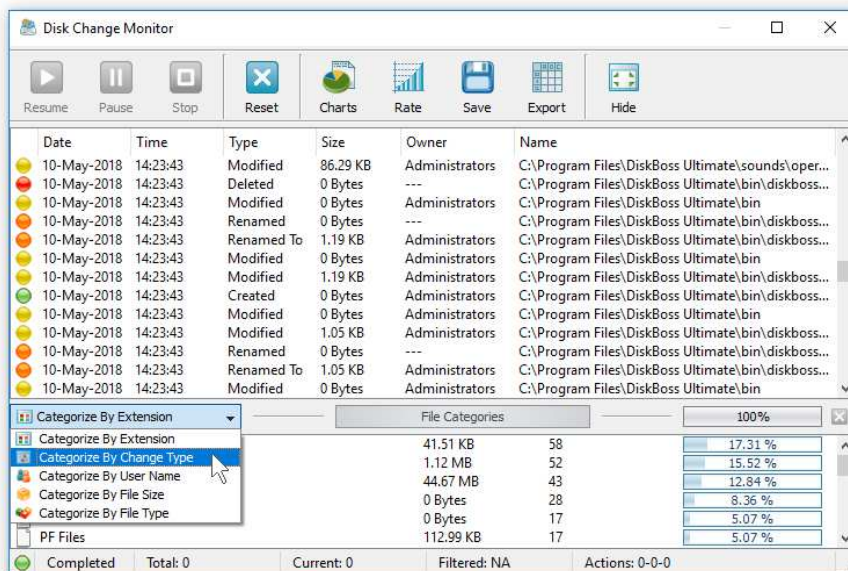 Disk Change Monitor
Resume Pause Stop Reset Charts Rate Save Export Hide
Date Time Type Size Owner Name
10-May-2018 14:23:43 Modified 86.29 KB Administrators C:\Program Files\DiskBoss Ultimate\sounds\oper...
10-May-2018 14:23:43 Deleted 0 Bytes --- C:\Program Files\DiskBoss Ultimate\bin\diskboss...
10-May-2018 14:23:43 Modified 0 Bytes Administrators C:\Program Files\DiskBoss Ultimate\bin
10-May-2018 14:23:43 Renamed 0 Bytes --- C:\Program Files\DiskBoss Ultimate\bin\diskboss...
10-May-2018 14:23:43 Renamed To 1.19 KB Administrators C:\Program Files\DiskBoss Ultimate\bin\diskboss...
10-May-2018 14:23:43 Modified 0 Bytes Administrators C:\Program Files\DiskBoss Ultimate\bin
10-May-2018 14:23:43 Modified 1.19 KB Administrators C:\Program Files\DiskBoss Ultimate\bin\diskboss...
10-May-2018 14:23:43 Created 0 Bytes Administrators C:\Program Files\DiskBoss Ultimate\bin\diskboss...
10-May-2018 14:23:43 Modified 0 Bytes Administrators C:\Program Files\DiskBoss Ultimate\bin
10-May-2018 14:23:43 Modified 1.05 KB Administrators C:\Program Files\DiskBoss Ultimate\bin\diskboss...
10-May-2018 14:23:43 Renamed 0 Bytes --- C:\Program Files\DiskBoss Ultimate\bin\diskboss...
10-May-2018 14:23:43 Renamed To 1.05 KB Administrators C:\Program Files\DiskBoss Ultimate\bin\diskboss...
10-May-2018 14:23:43 Modified 0 Bytes Administrators C:\Program Files\DiskBoss Ultimate\bin
Categorize By Extension File Categories 100%
Categorize By Extension 41.51 KB 58 17.31 %
Categorize By Change Type 1.12 MB 52 15.52 %
Categorize By User Name 44.67 MB 43 12.84 %
Categorize By File Size 0 Bytes 28 8.36 %
Categorize By File Type 0 Bytes 17 5.07 %
PF Files 112.99 KB 17 5.07 %
Completed Total: 0 Current: 0 Filtered: NA Actions: 0-0-0